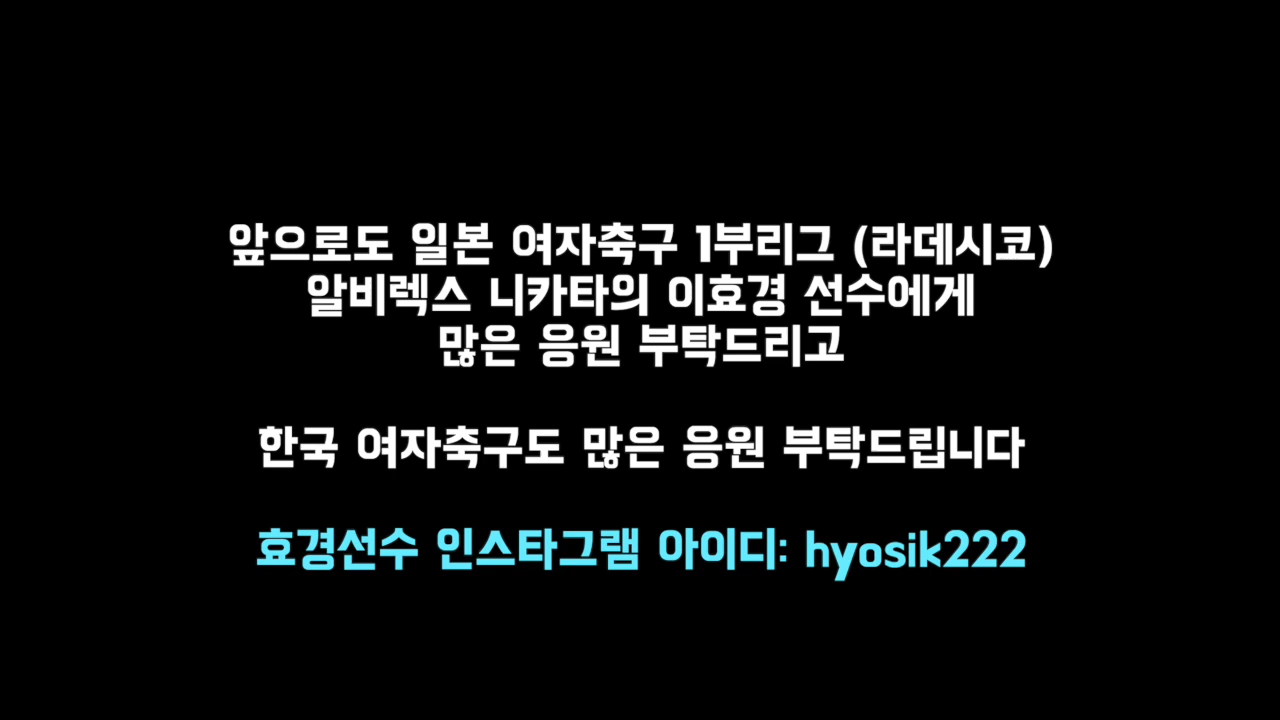 앞으로도 일본 여자축구 1부리그 (라데시코)
알비렉스 니카타의 이효경 선수에게
많은 응원 부탁드리고
한국 여자축구도 많은 응원 부탁드립니다
효경선수 인스타그램 아이디: hyosik222